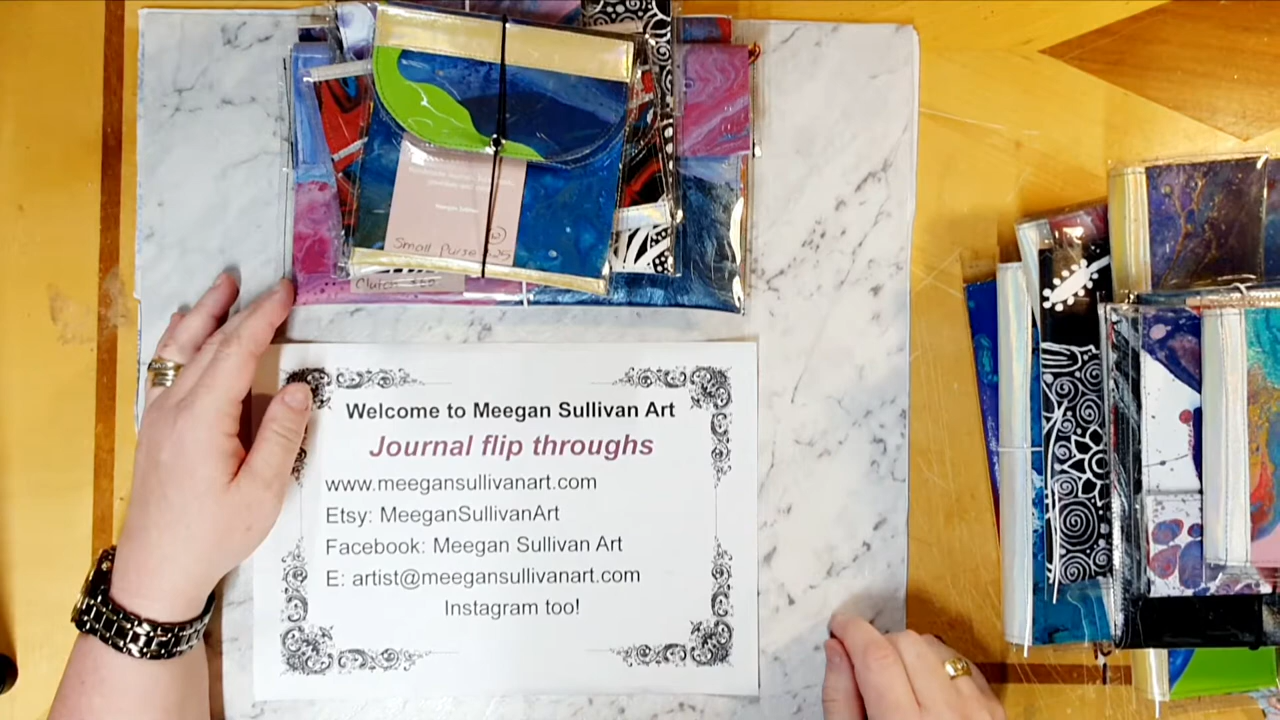 Small Purse
Clutch
Welcome to Meegan Sullivan Art
Journal flip throughs
www.meegansullivanart.com
Etsy: MeeganSullivanArt
Facebook: Meegan Sullivan Art
E: artist@meegansullivanart.com
Instagram too!